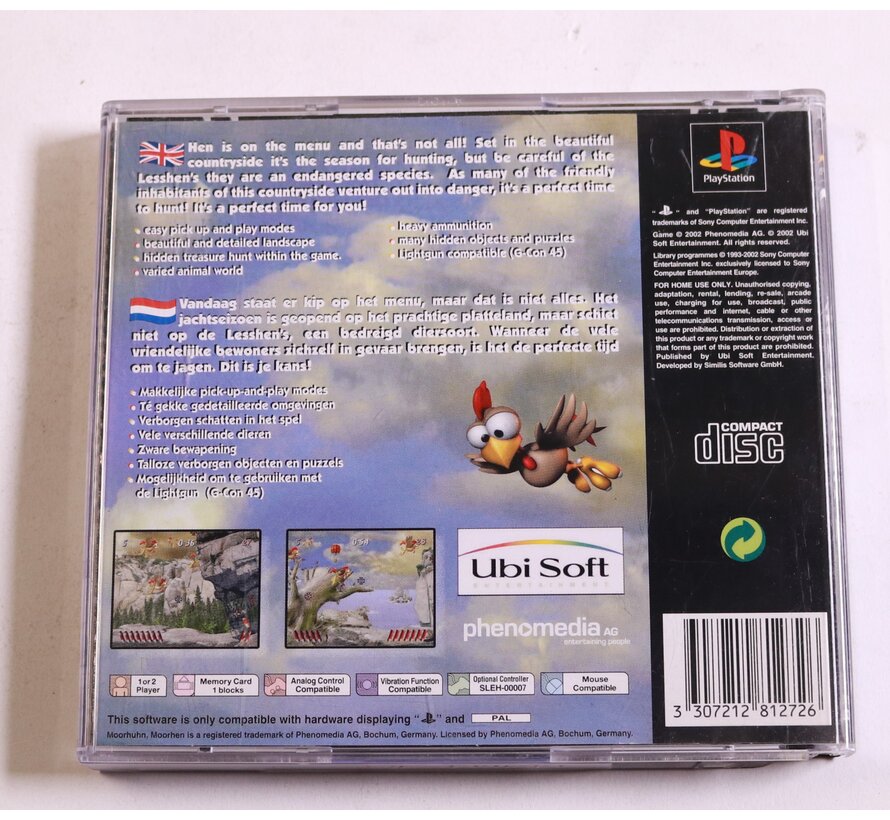 Hen is on the menu and that's not all! Set in the beautiful
countryside it's the season for hunting, but be careful of the
Lesshen's they are an endangered species. As many of the friendly
inhabitants of this countryside venture out into danger, it's a perfect time
to hunt! It's a perfect time for you!
easy pick up and play modes
beautiful and detailed landscape
hidden treasure hunt within the game.
varied animal world
heavy ammunition
many hidden objects and puzzles
Lightgun compatible (G-Con 45)
Vandaag staat er kip op het menu, maar dat is niet alles. Het
jachtseizoen is geopend op het prachtige platteland, maar schiet
niet op de Lesshen's, een bedreigd diersoort. Wanneer de vele
vriendelijke bewoners zichzelf in gevaar brengen, is het de perfecte tijd
om te jagen. Dit is je kans!
Makkelijke pick-up-and-play modes
Té gekke gedetailleerde omgevingen
Verborgen schatten in het spel
Vele verschillende dieren
Zware bewapening
Talloze verborgen objecten en puzzels
Mogelijkheid om te gebruiken met
de Lightgun (G-Con 45)
Ubi Soft
ENTERTAINMENT
phenomedia AG
entertaining people
1 or 2
Player
Memory Card
1 blocks
Analog Control
Compatible
Vibration Function
Compatible
Optional Controller
SLEH-00007
Mouse
Compatible
This software is only compatible with hardware displaying " " and PAL
Moorhuhn, Moorhen is a registered trademark of Phenomedia AG, Bochum, Germany. Licensed by Phenomedia AG, Bochum, Germany.
PlayStation
" " and "PlayStation" are registered
trademarks of Sony Computer Entertainment Inc.
Game © 2002 Phenomedia AG. © 2002 Ubi
Soft Entertainment. All rights reserved.
Library programmes © 1993-2002 Sony Computer
Entertainment Inc. exclusively licensed to Sony
Computer Entertainment Europe.
FOR HOME USE ONLY. Unauthorised copying,
adaptation, rental, lending, re-sale, arcade
use, charging for use, broadcast, public
performance and internet, cable or other
telecommunications transmission, access or
use are prohibited. Distribution or extraction of
this product or any trademark or copyright work
that forms part of this product are prohibited.
Published by Ubi Soft Entertainment.
Developed by Similis Software GmbH.
COMPACT
disc
3 307212 812726